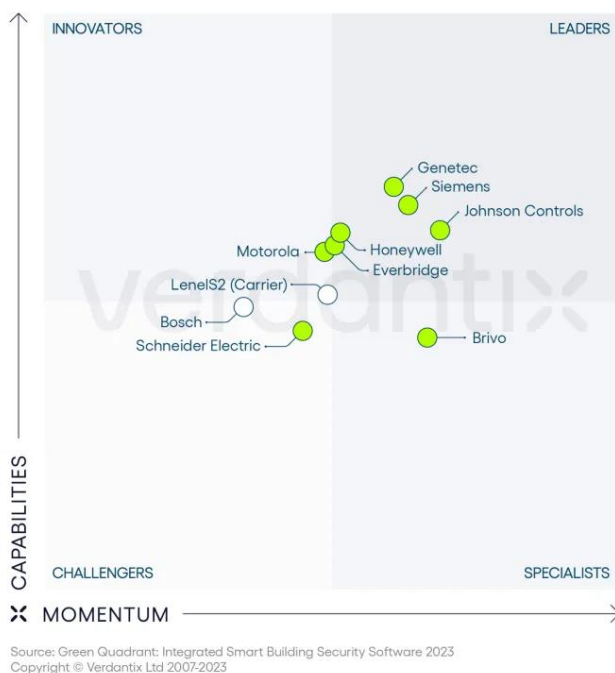 INNOVATORS
LEADERS
Genetec
Siemens
Johnson Controls
Motorola
Honeywell
Everbridge
LenelS2 (Carrier)
verdantix
Bosch
Schneider Electric
Brivo
CAPABILITIES
CHALLENGERS
SPECIALISTS
MOMENTUM
Source: Green Quadrant: Integrated Smart Building Security Software 2023
Copyright © Verdantix Ltd 2007-2023